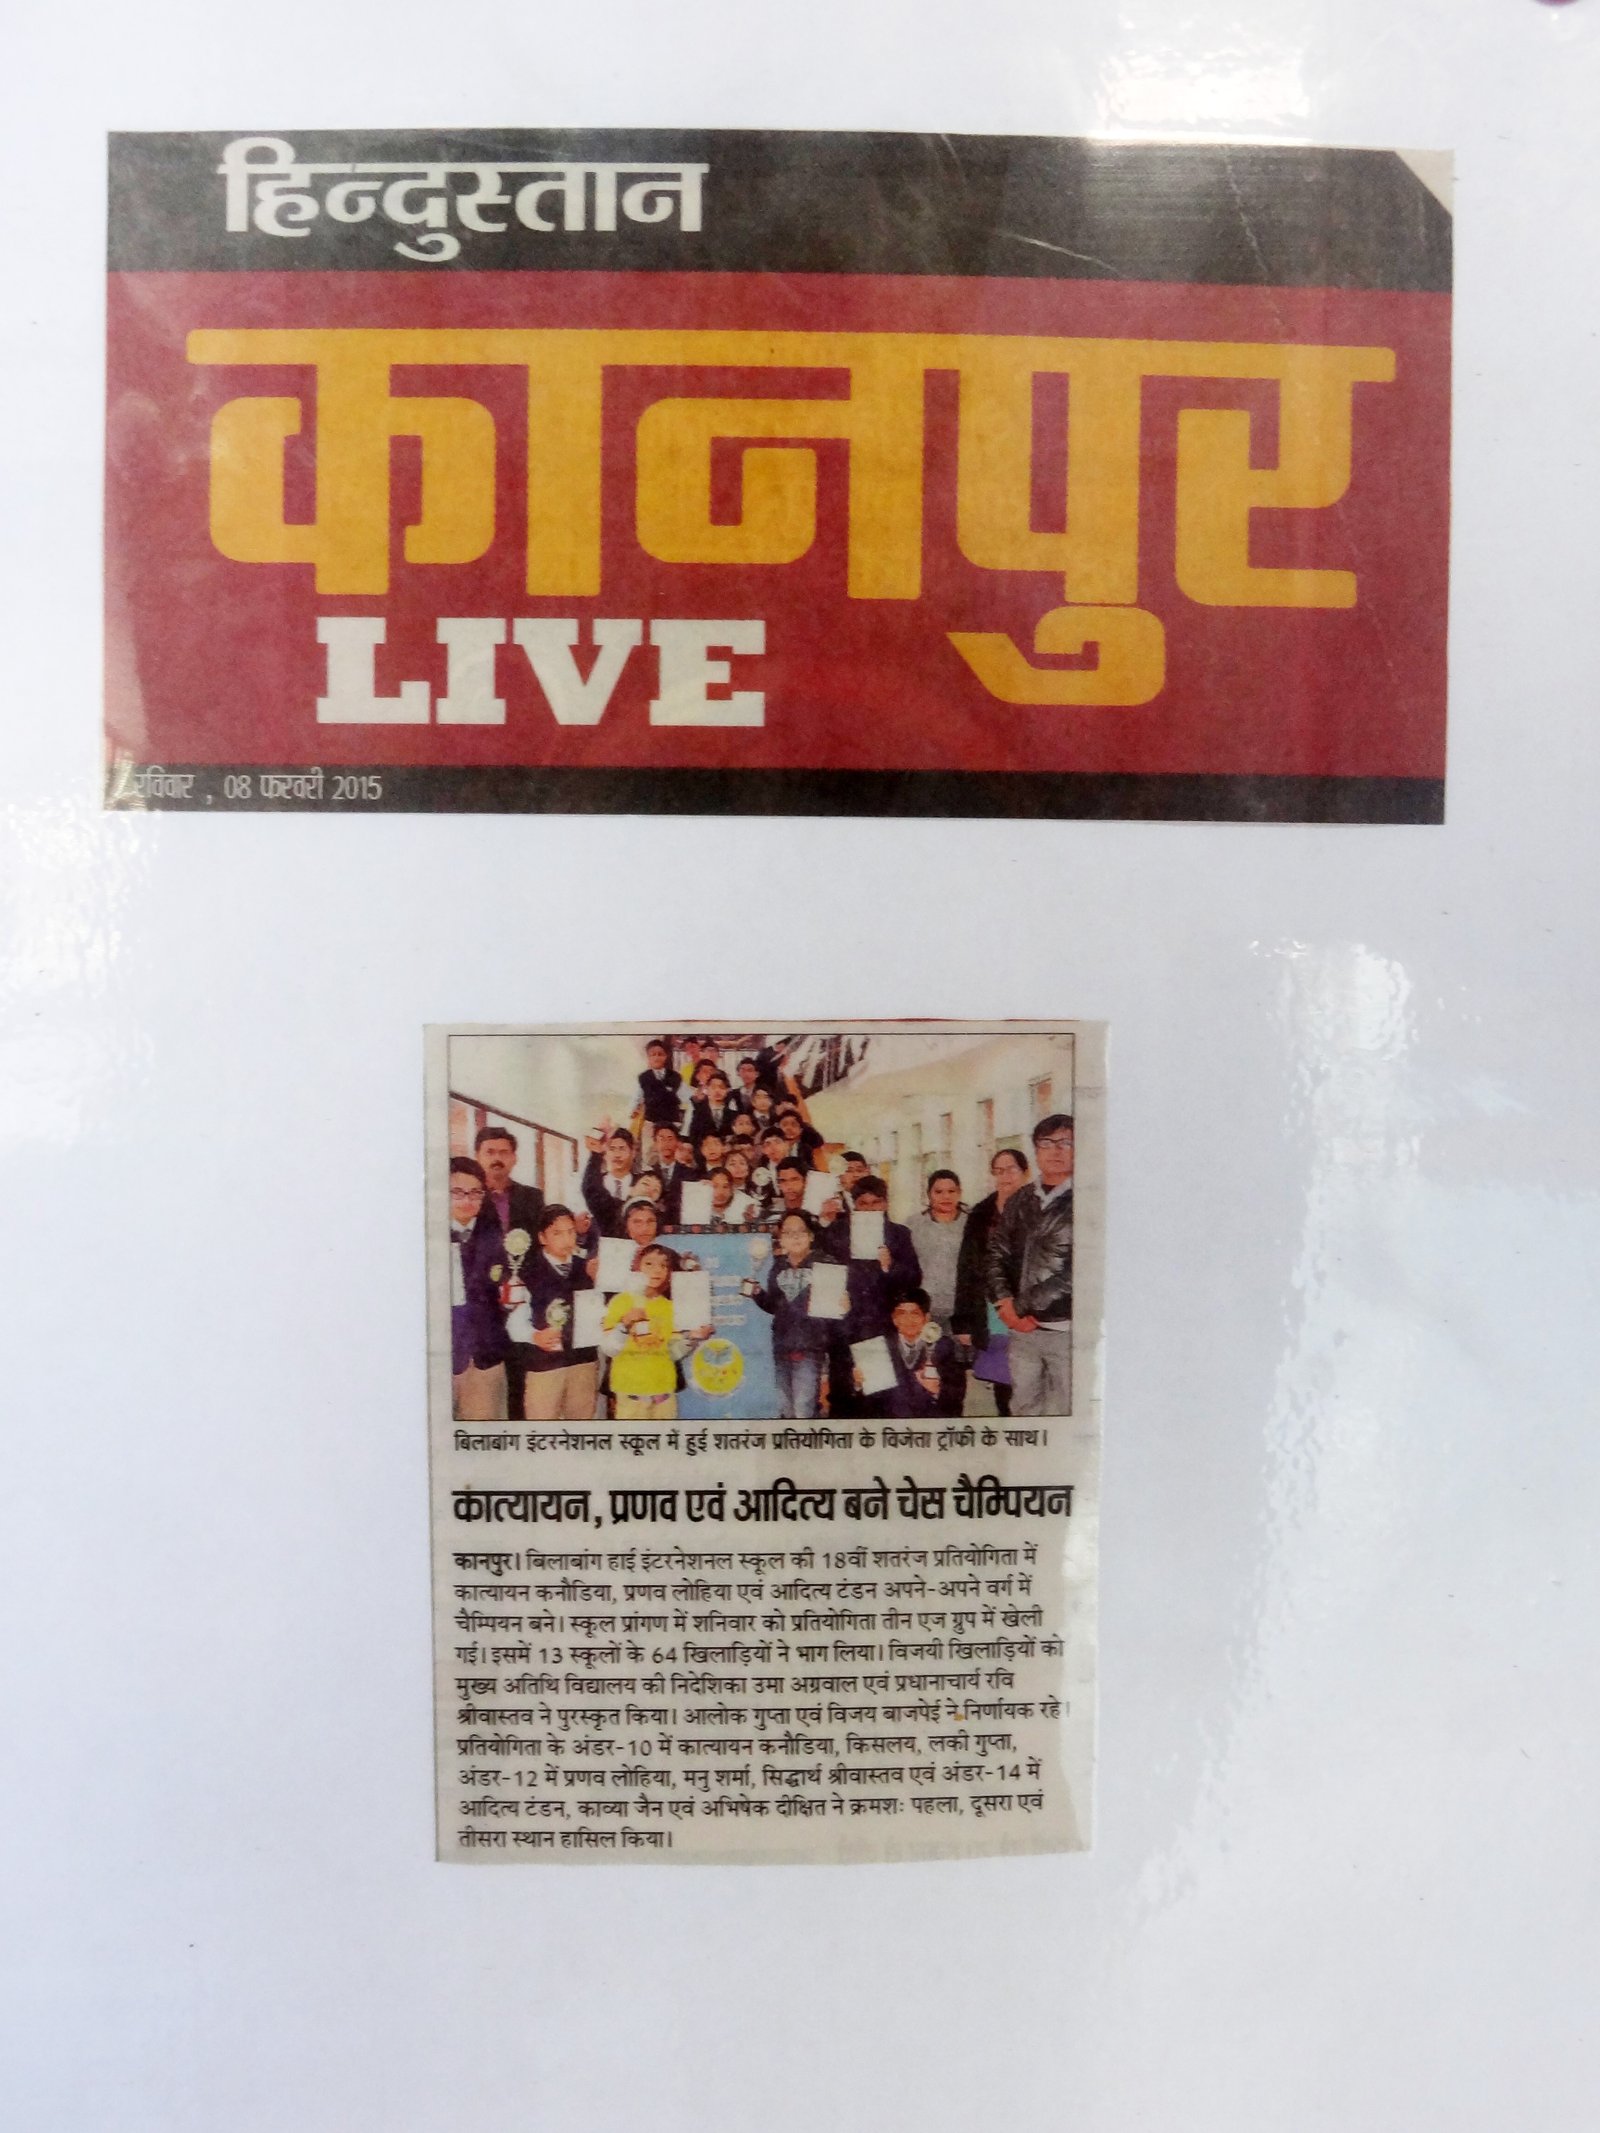 हिन्दुस्तान
कानपुर
LIVE
रविवार , 08 फरवरी 2015
बिलाबांग इंटरनेशनल स्कूल में हुई शतरंज प्रतियोगिता के विजेता ट्रॉफी के साथ।
कात्यायन, प्रणव एवं आदित्य बने चेस चैम्पियन
कानपुर। बिलाबांग हाई इंटरनेशनल स्कूल की 18वीं शतरंज प्रतियोगिता में
कात्यायन कनौडिया, प्रणव लोहिया एवं आदित्य टंडन अपने-अपने वर्ग में
चैम्पियन बने। स्कूल प्रांगण में शनिवार को प्रतियोगिता तीन एज ग्रुप में खेली
गई। इसमें 13 स्कूलों के 64 खिलाड़ियों ने भाग लिया। विजयी खिलाड़ियों को
मुख्य अतिथि विद्यालय की निदेशिका उमा अग्रवाल एवं प्रधानाचार्य रवि
श्रीवास्तव ने पुरस्कृत किया। आलोक गुप्ता एवं विजय बाजपेई ने निर्णायक रहे।
प्रतियोगिता के अंडर-10 में कात्यायन कनौडिया, किसलय, लकी गुप्ता,
अंडर-12 में प्रणव लोहिया, मनु शर्मा, सिद्धार्थ श्रीवास्तव एवं अंडर-14 में
आदित्य टंडन, काव्या जैन एवं अभिषेक दीक्षित ने क्रमशः पहला, दूसरा एवं
तीसरा स्थान हासिल किया।